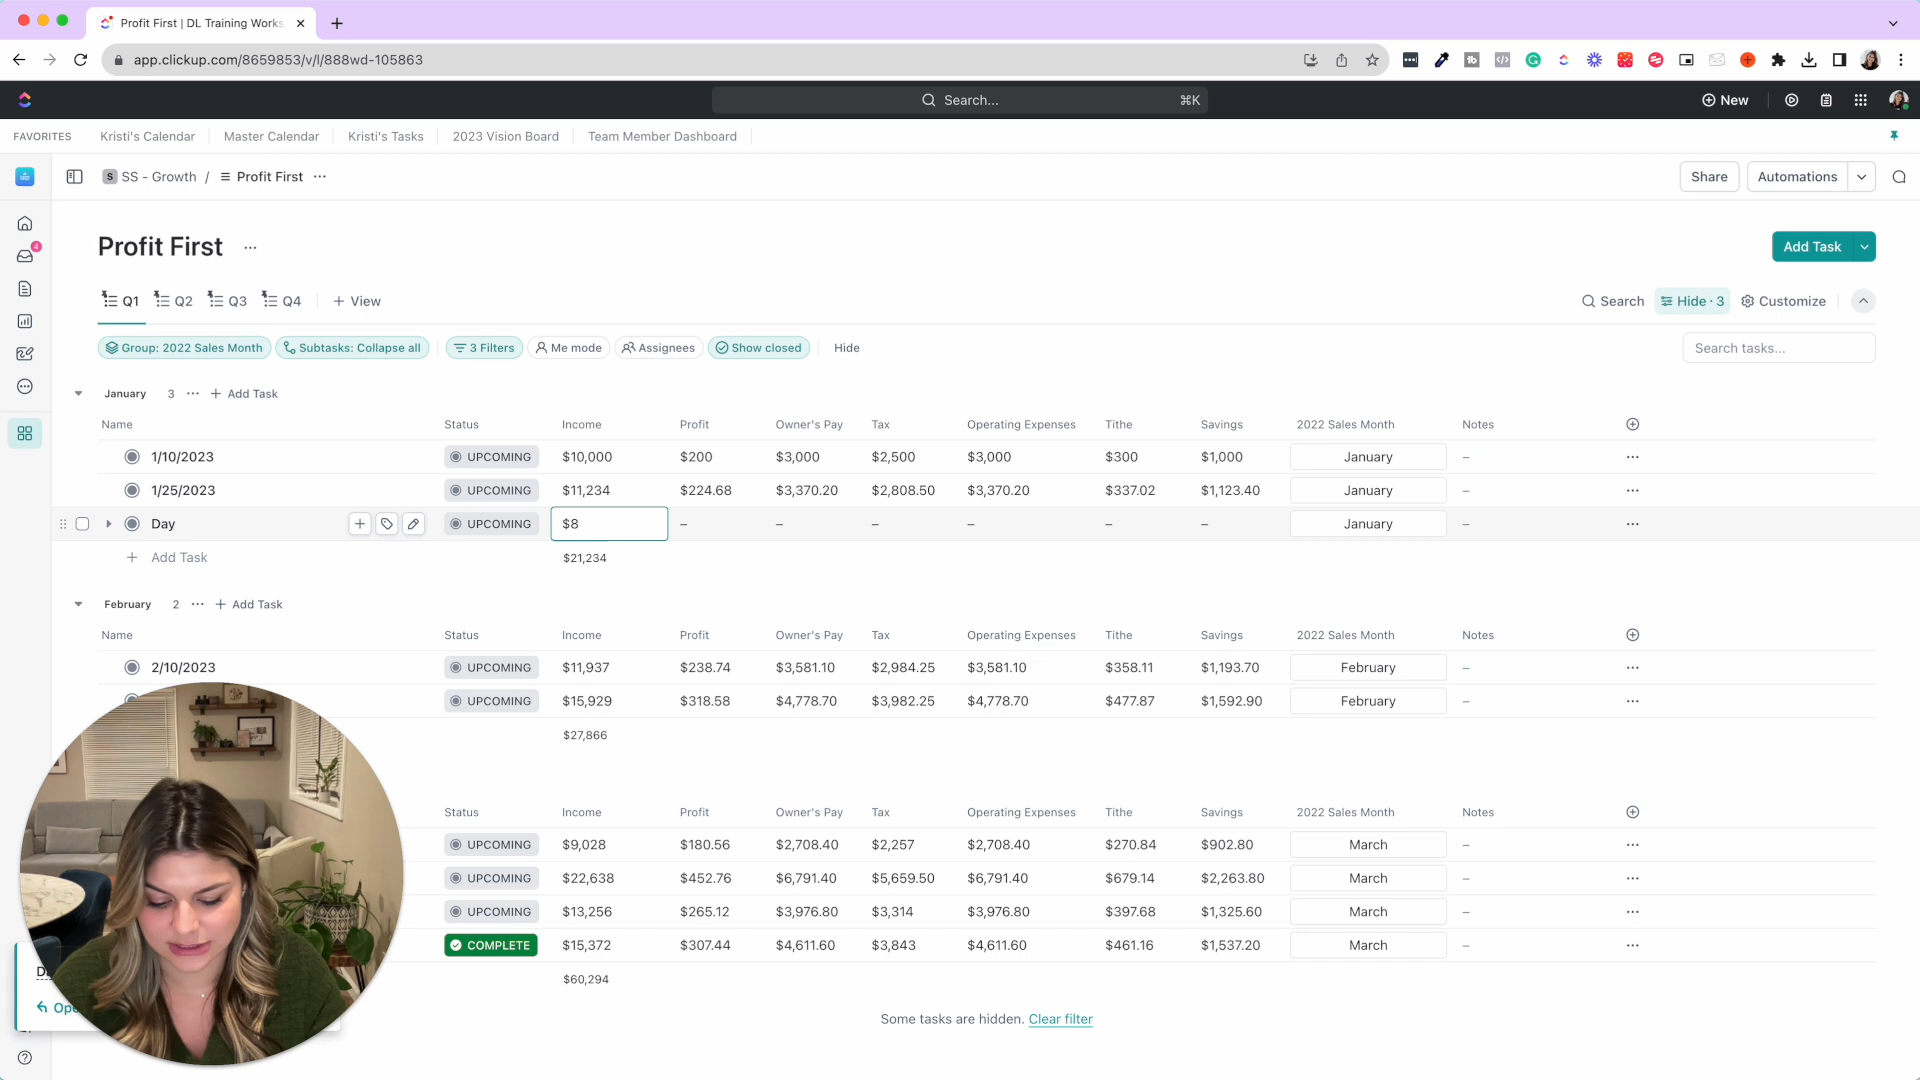 Profit First | DL Training Works
app.clickup.com/8659853/v/l/888wd-105863
Search... ⌘K
New
FAVORITES Kristi's Calendar Master Calendar Kristi's Tasks 2023 Vision Board Team Member Dashboard
S SS - Growth / Profit First ...
Share Automations
4
Profit First ...
Add Task
Q1 Q2 Q3 Q4 + View
Search Hide · 3 Customize
Group: 2022 Sales Month Subtasks: Collapse all 3 Filters Me mode Assignees Show closed Hide
Search tasks...
January 3 ... + Add Task
Name Status Income Profit Owner's Pay Tax Operating Expenses Tithe Savings 2022 Sales Month Notes
1/10/2023 UPCOMING $10,000 $200 $3,000 $2,500 $3,000 $300 $1,000 January –
1/25/2023 UPCOMING $11,234 $224.68 $3,370.20 $2,808.50 $3,370.20 $337.02 $1,123.40 January –
Day UPCOMING $8 – – – – – – January –
+ Add Task $21,234
February 2 ... + Add Task
Name Status Income Profit Owner's Pay Tax Operating Expenses Tithe Savings 2022 Sales Month Notes
2/10/2023 UPCOMING $11,937 $238.74 $3,581.10 $2,984.25 $3,581.10 $358.11 $1,193.70 February –
UPCOMING $15,929 $318.58 $4,778.70 $3,982.25 $4,778.70 $477.87 $1,592.90 February –
$27,866
Status Income Profit Owner's Pay Tax Operating Expenses Tithe Savings 2022 Sales Month Notes
UPCOMING $9,028 $180.56 $2,708.40 $2,257 $2,708.40 $270.84 $902.80 March –
UPCOMING $22,638 $452.76 $6,791.40 $5,659.50 $6,791.40 $679.14 $2,263.80 March –
UPCOMING $13,256 $265.12 $3,976.80 $3,314 $3,976.80 $397.68 $1,325.60 March –
COMPLETE $15,372 $307.44 $4,611.60 $3,843 $4,611.60 $461.16 $1,537.20 March –
$60,294
Some tasks are hidden. Clear filter